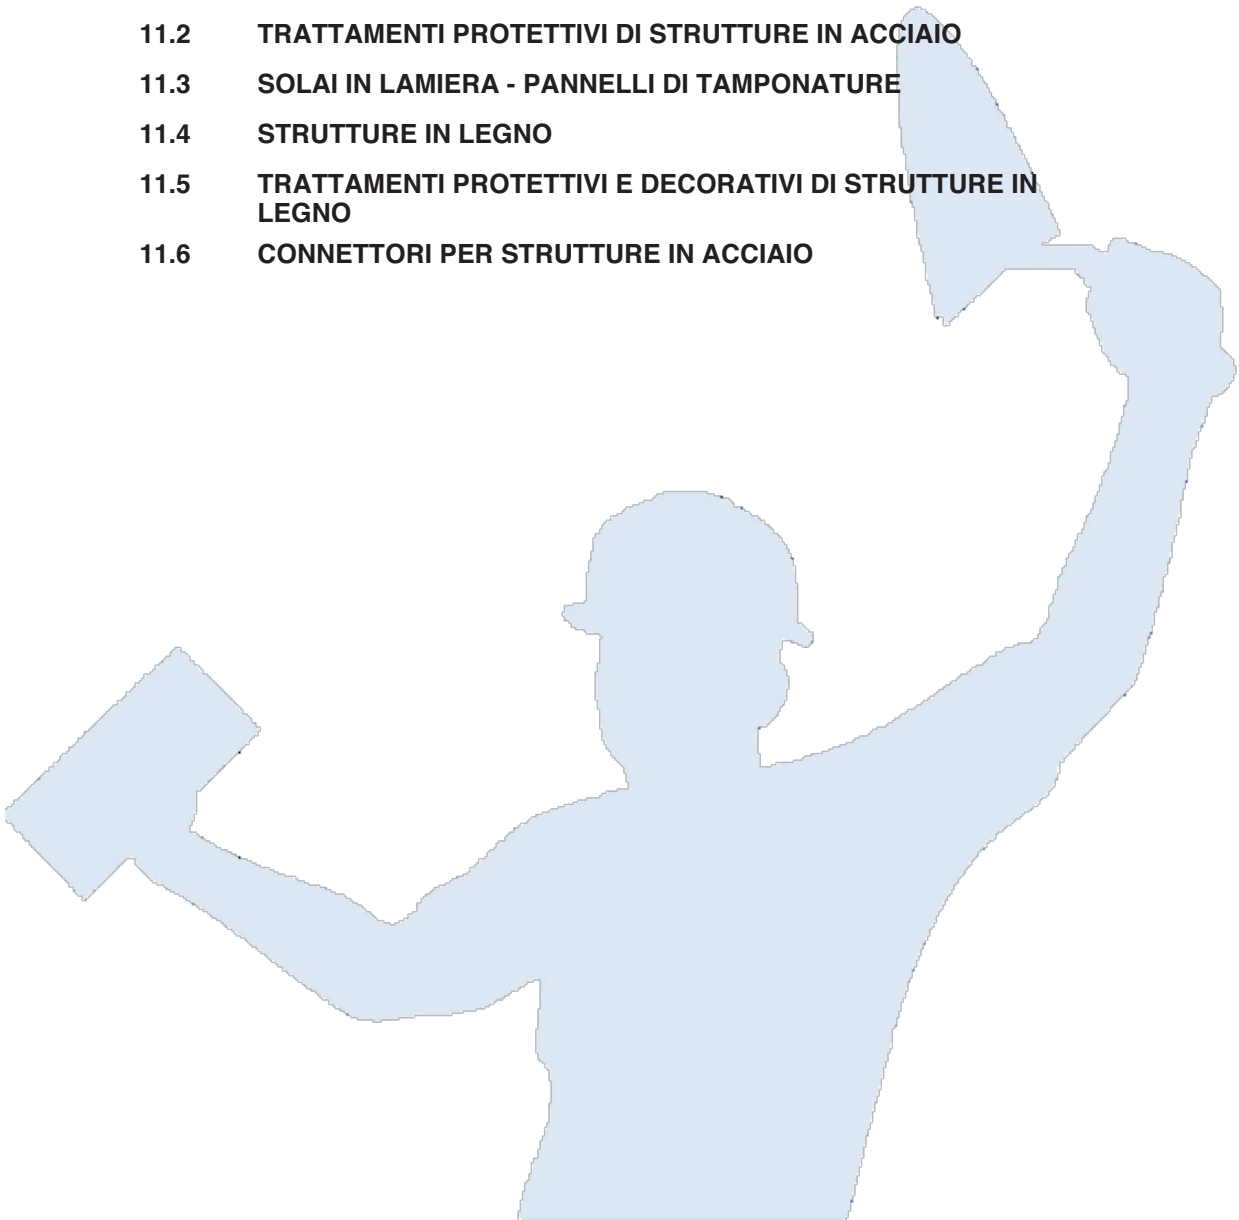 11.2 TRATTAMENTI PROTETTIVI DI STRUTTURE IN ACCIAIO
11.3 SOLAI IN LAMIERA - PANNELLI DI TAMPONATURE
11.4 STRUTTURE IN LEGNO
11.5 TRATTAMENTI PROTETTIVI E DECORATIVI DI STRUTTURE IN
LEGNO
11.6 CONNETTORI PER STRUTTURE IN ACCIAIO